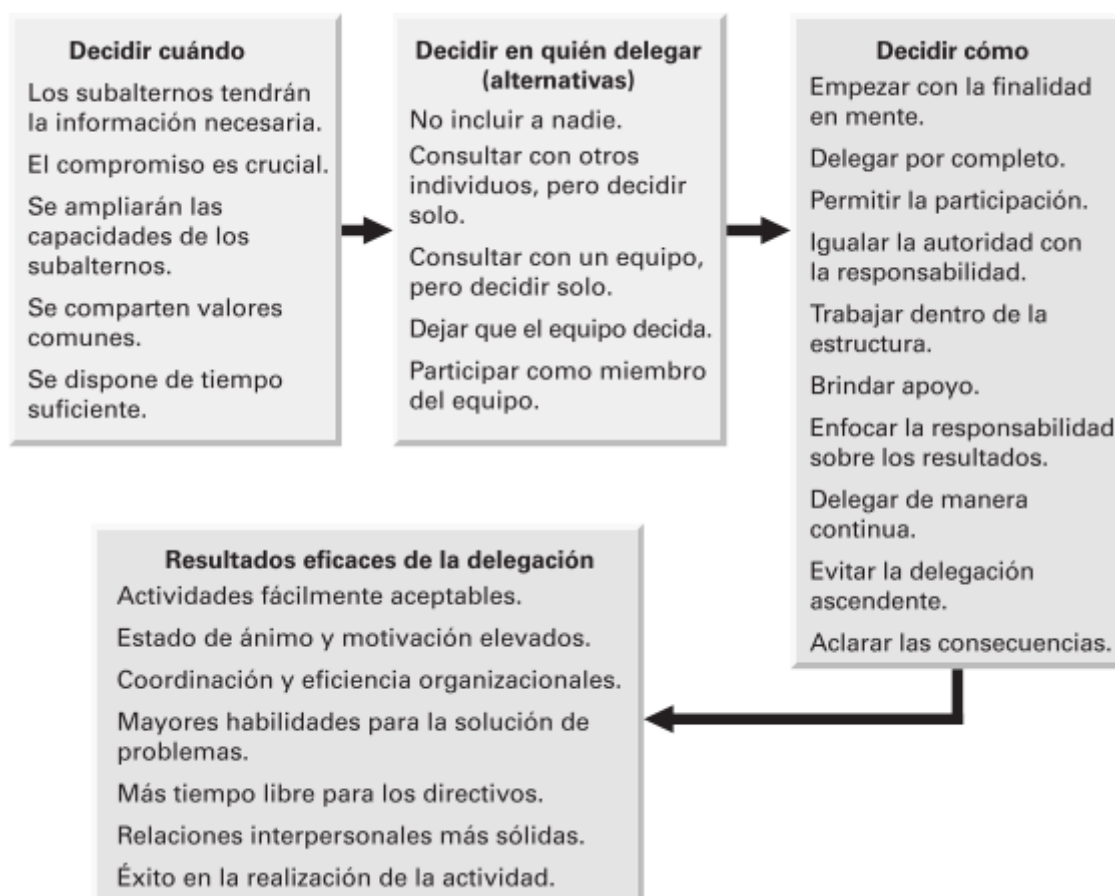 Decidir cuándo
Los subalternos tendrán
la información necesaria.
El compromiso es crucial.
Se ampliarán las
capacidades de los
subalternos.
Se comparten valores
comunes.
Se dispone de tiempo
suficiente.
Decidir en quién delegar
(alternativas)
No incluir a nadie.
Consultar con otros
individuos, pero decidir
solo.
Consultar con un equipo,
pero decidir solo.
Dejar que el equipo decida.
Participar como miembro
del equipo.
Decidir cómo
Empezar con la finalidad
en mente.
Delegar por completo.
Permitir la participación.
Igualar la autoridad con
la responsabilidad.
Trabajar dentro de la
estructura.
Brindar apoyo.
Enfocar la responsabilidad
sobre los resultados.
Delegar de manera
continua.
Evitar la delegación
ascendente.
Aclarar las consecuencias.
Resultados eficaces de la delegación
Actividades fácilmente aceptables.
Estado de ánimo y motivación elevados.
Coordinación y eficiencia organizacionales.
Mayores habilidades para la solución de
problemas.
Más tiempo libre para los directivos.
Relaciones interpersonales más sólidas.
Éxito en la realización de la actividad.